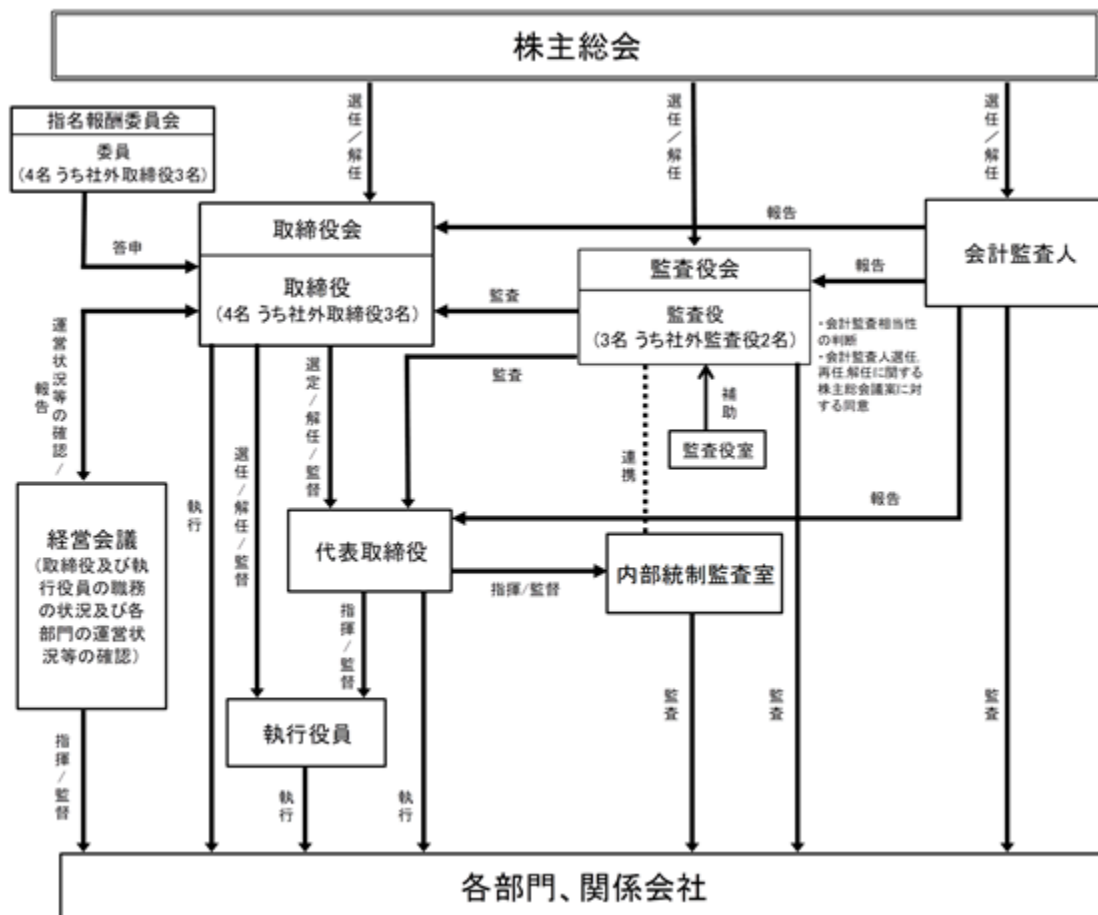 株主総会
選任/解任
選任/解任
選任/解任
指名報酬委員会
委員
(4名 うち社外取締役3名)
答申
取締役会
取締役
(4名 うち社外取締役3名)
報告
会計監査人
監査役会
報告
監査役
(3名 うち社外監査役2名)
監査
監査
・会計監査相当性
の判断
・会計監査人選任,
再任,解任に関する
株主総会議案に対
する同意
運営状況等の確認/
報告
選定/解任/監督
補助
監査役室
連携
選任/解任/監督
執行
報告
経営会議
(取締役及び執
行役員の職務
の状況及び各
部門の運営状
況等の確認)
代表取締役
指揮/監督
内部統制監査室
指揮/監督
監査
監査
監査
執行役員
指揮/監督
執行
執行
各部門、関係会社